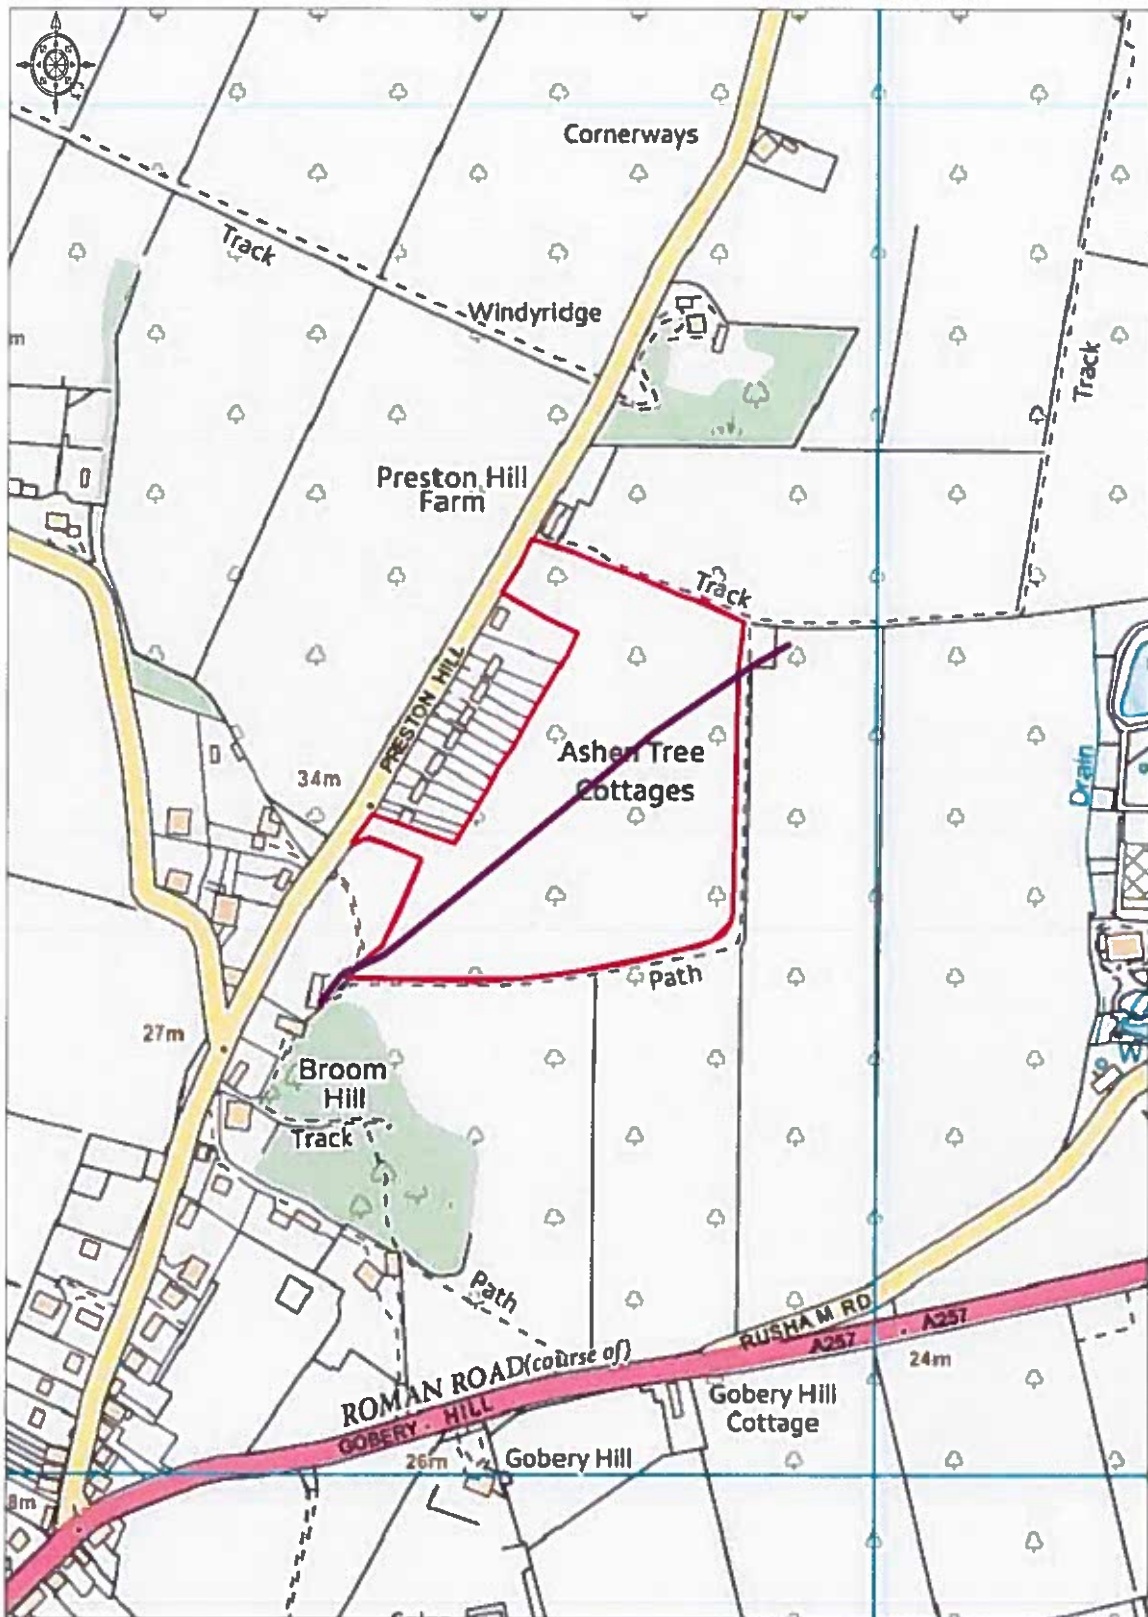 Cornerways
Track
Windyridge
m
Track
Preston Hill
Farm
Track
PRESTON HILL
Ashen Tree
Cottages
34m
Drain
Path
27m
Broom
Hill
Track
W
Path
RUSHAM RD
A257
A257
24m
ROMAN ROAD (course of)
GOBERY HILL
Gobery Hill
Cottage
26m
Gobery Hill
8m